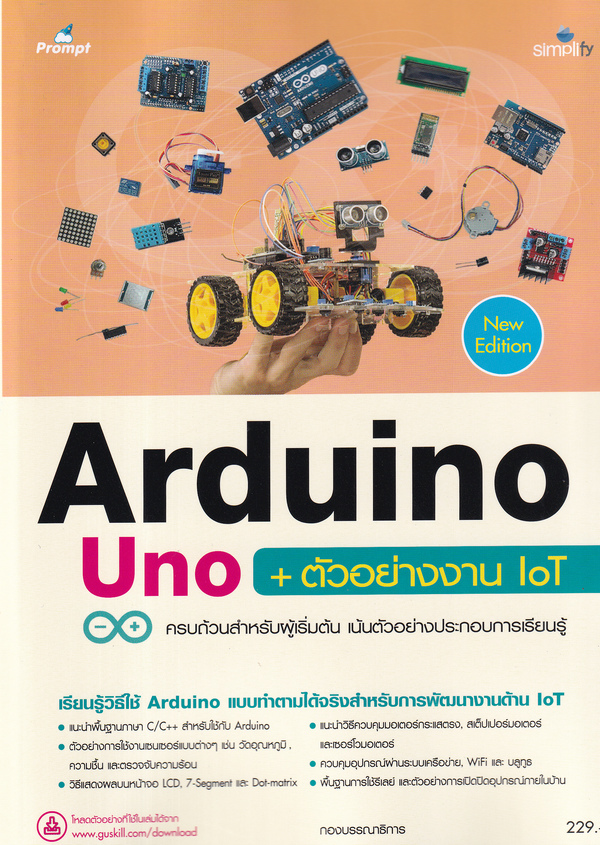 Prompt
simplify
New
Edition
Arduino
Uno + ตัวอย่างงาน IoT
ครบถ้วนสำหรับผู้เริ่มต้น เน้นตัวอย่างประกอบการเรียนรู้
เรียนรู้วิธีใช้ Arduino แบบทำตามได้จริงสำหรับการพัฒนางานด้าน IoT
• แนะนำพื้นฐานภาษา C/C++ สำหรับใช้กับ Arduino
• ตัวอย่างการใช้งานเซนเซอร์แบบต่างๆ เช่น วัดอุณหภูมิ,
ความชื้น และตรวจจับความร้อน
• วิธีแสดงผลบนหน้าจอ LCD, 7-Segment และ Dot-matrix
• แนะนำวิธีควบคุมมอเตอร์กระแสตรง, สเต็ปเปอร์มอเตอร์
และเซอร์โวมอเตอร์
• ควบคุมอุปกรณ์ผ่านระบบเครือข่าย, WiFi และ บลูทูธ
• พื้นฐานการใช้รีเลย์ และตัวอย่างการเปิดปิดอุปกรณ์ภายในบ้าน
โหลดตัวอย่างที่ใช้ในเล่มได้จาก
www.guskill.com/download
กองบรรณาธิการ
229.-